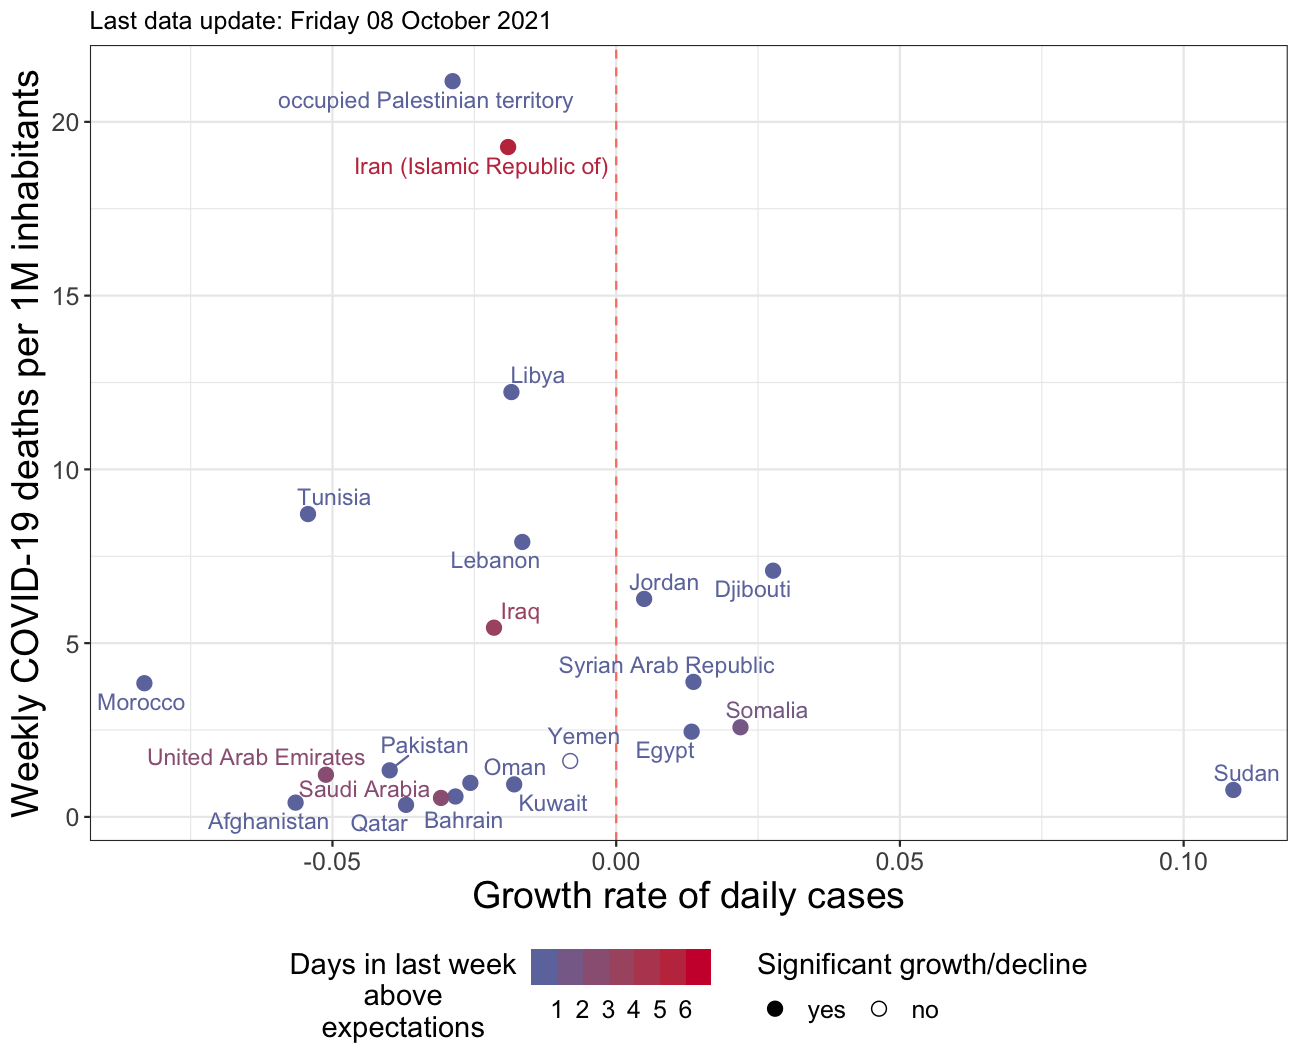 Last data update: Friday 08 October 2021
Weekly COVID-19 deaths per 1M inhabitants
20
15
10
5
0
occupied Palestinian territory
Iran (Islamic Republic of)
Libya
Tunisia
Lebanon
Jordan
Djibouti
Iraq
Syrian Arab Republic
Morocco
Somalia
Yemen
Egypt
Pakistan
United Arab Emirates
Oman
Sudan
Saudi Arabia
Kuwait
Afghanistan
Qatar
Bahrain
-0.05
0.00
0.05
0.10
Growth rate of daily cases
Days in last week
above
expectations
1 2 3 4 5 6
Significant growth/decline
yes
no